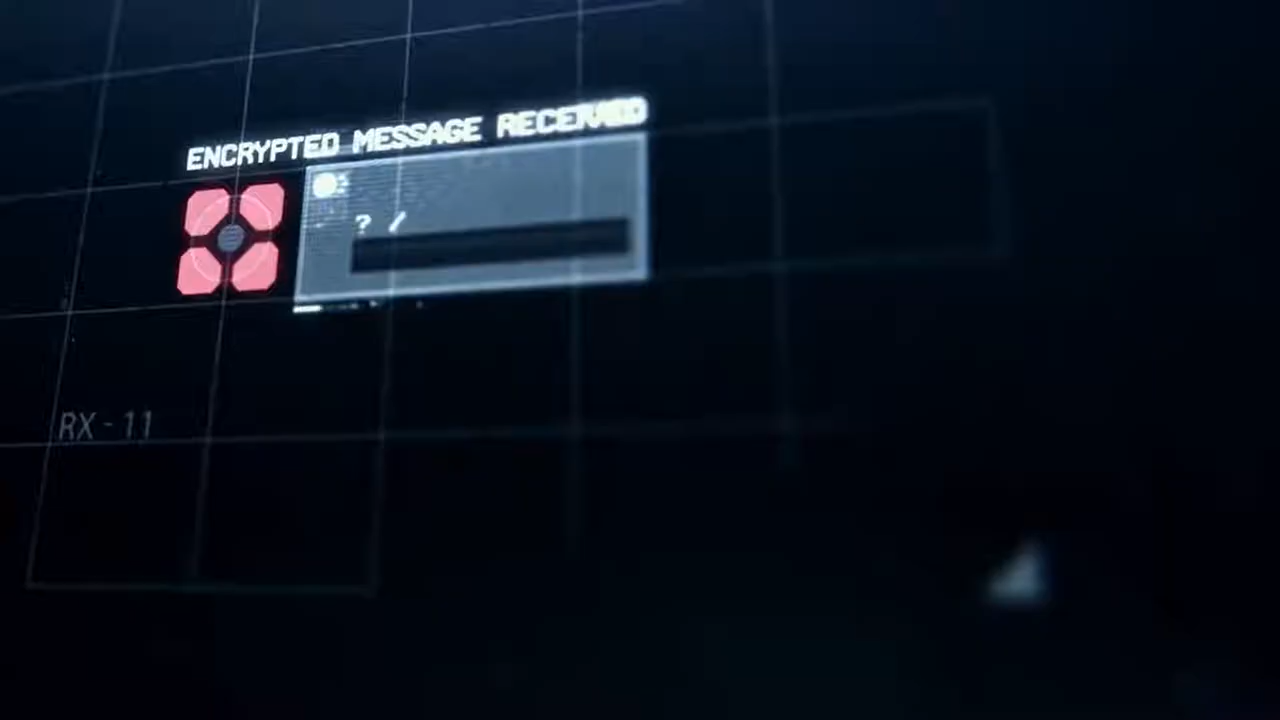 ENCRYPTED MESSAGE RECEIVED
? /
RX-11